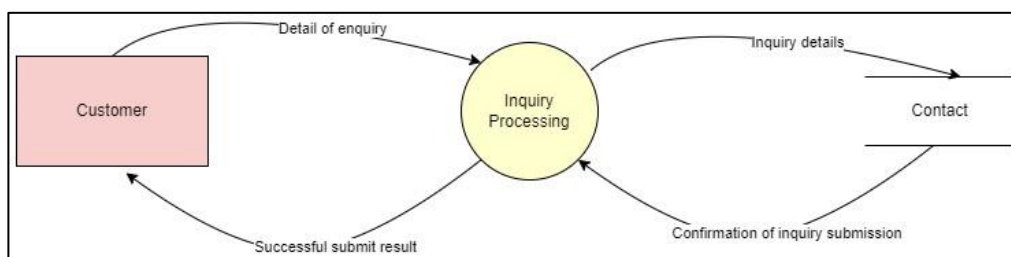 Detail of enquiry
Inquiry details
Customer
Inquiry
Processing
Contact
Successful submit result
Confirmation of inquiry submission